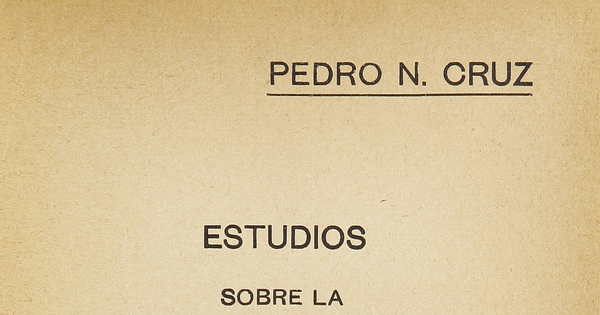 PEDRO N. CRUZ
ESTUDIOS
SOBRE LA